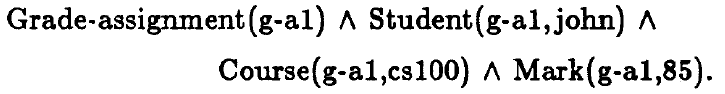 Grade-assignment(g-a1) ∧ Student(g-a1,john) ∧
Course(g-a1,cs100) ∧ Mark(g-a1,85).